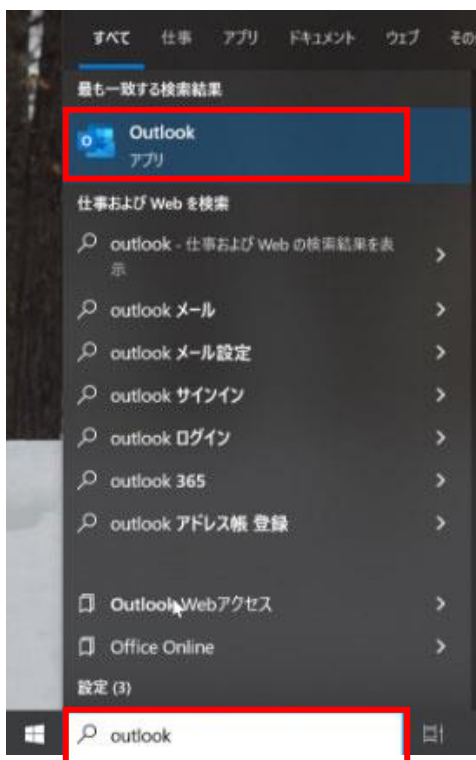 すべて 仕事 アプリ ドキュメント ウェブ その
最も一致する検索結果
Outlook
アプリ
仕事および Web を検索
outlook - 仕事および Web の検索結果を表
示
outlook メール
outlook メール設定
outlook サインイン
outlook ログイン
outlook 365
outlook アドレス帳 登録
Outlook Webアクセス
Office Online
設定 (3)
outlook